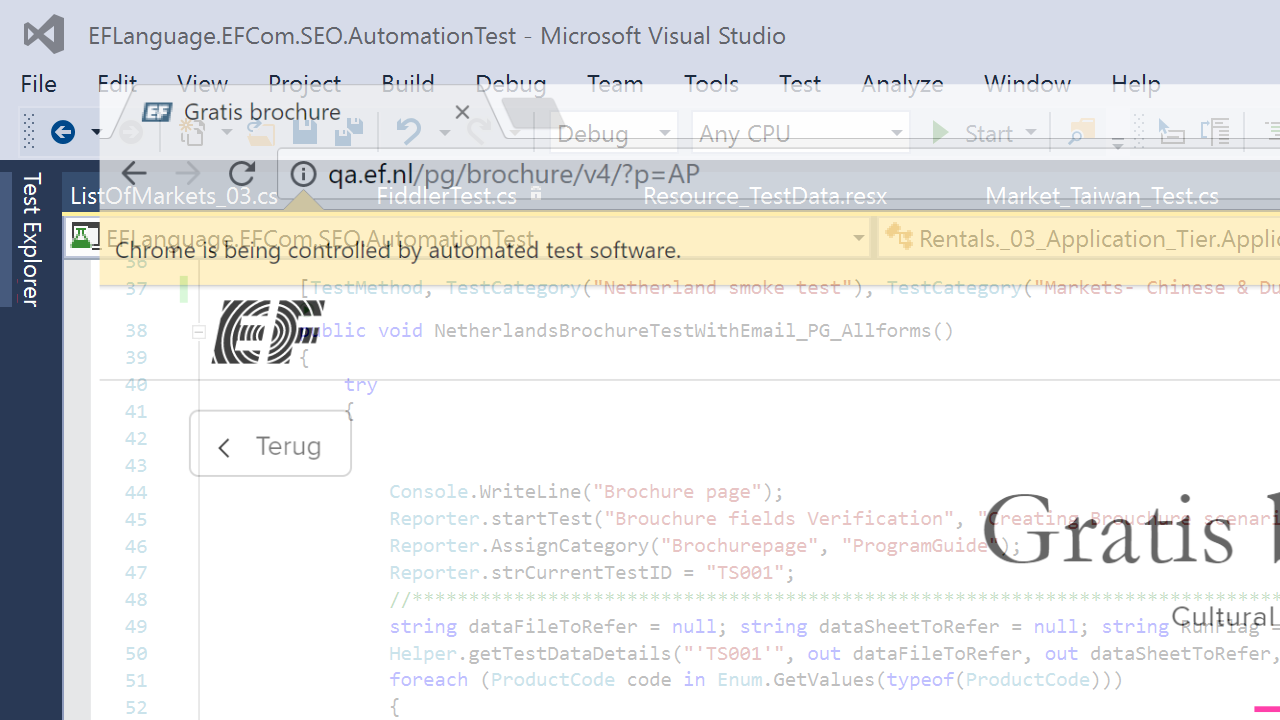 EFLanguage.EFCom.SEO.AutomationTest - Microsoft Visual Studio
File Edit View Project Build Debug Team Tools Test Analyze Window Help
EF Gratis brochure
Debug Any CPU Start
qa.ef.nl/pg/brochure/v4/?p=AP
ListOfMarkets_03.cs FiddlerTest.cs Resource_TestData.resx Market_Taiwan_Test.cs
Test Explorer
EFLanguage.EFCom.SEO.AutomationTest Rentals._03_Application_Tier.Applic
Chrome is being controlled by automated test software.
36
37 [TestMethod, TestCategory("Netherland smoke test"), TestCategory("Markets- Chinese & Du
EF
38 public void NetherlandsBrochureTestWithEmail_PG_Allforms()
39 {
40 try
41 {
42
Terug
43
44 Console.WriteLine("Brochure page");
45 Reporter.startTest("Brouchure fields Verification", "Creating Brouchure scenari
46 Reporter.AssignCategory("Brochurepage", "ProgramGuide");
Gratis
47 Reporter.strCurrentTestID = "TS001";
48 //******************************************************************************
49 string dataFileToRefer = null; string dataSheetToRefer = null; string RunFlag =
Cultural
50 Helper.getTestDataDetails("'TS001'", out dataFileToRefer, out dataSheetToRefer,
51 foreach (ProductCode code in Enum.GetValues(typeof(ProductCode)))
52 {